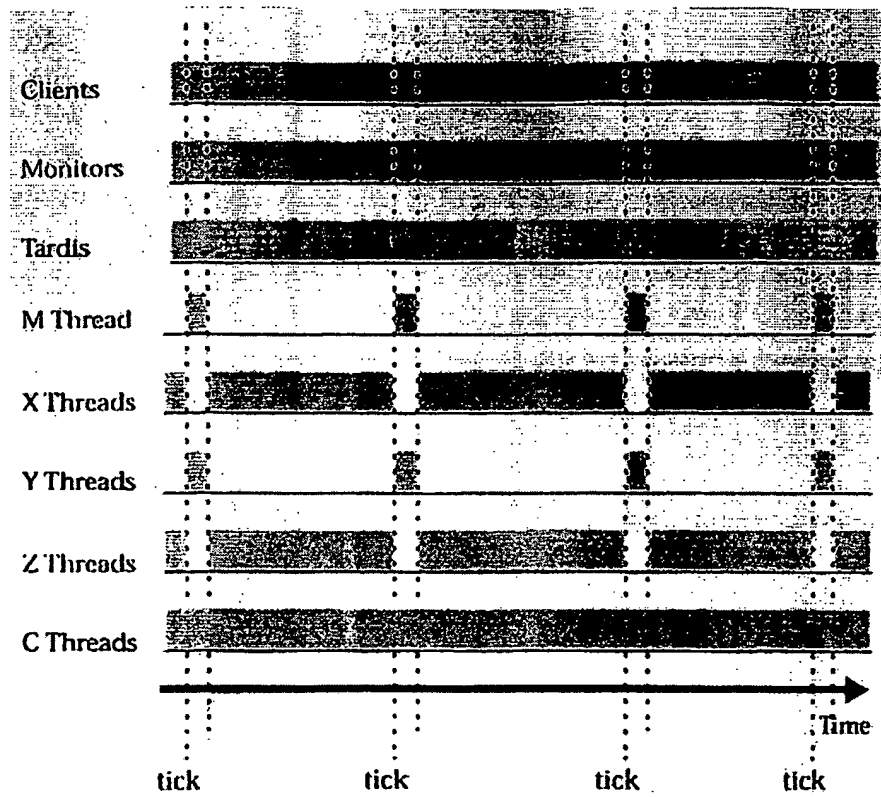 Clients
Monitors
Tardis
M Thread
X Threads
Y Threads
Z Threads
C Threads
Time
tick tick tick tick